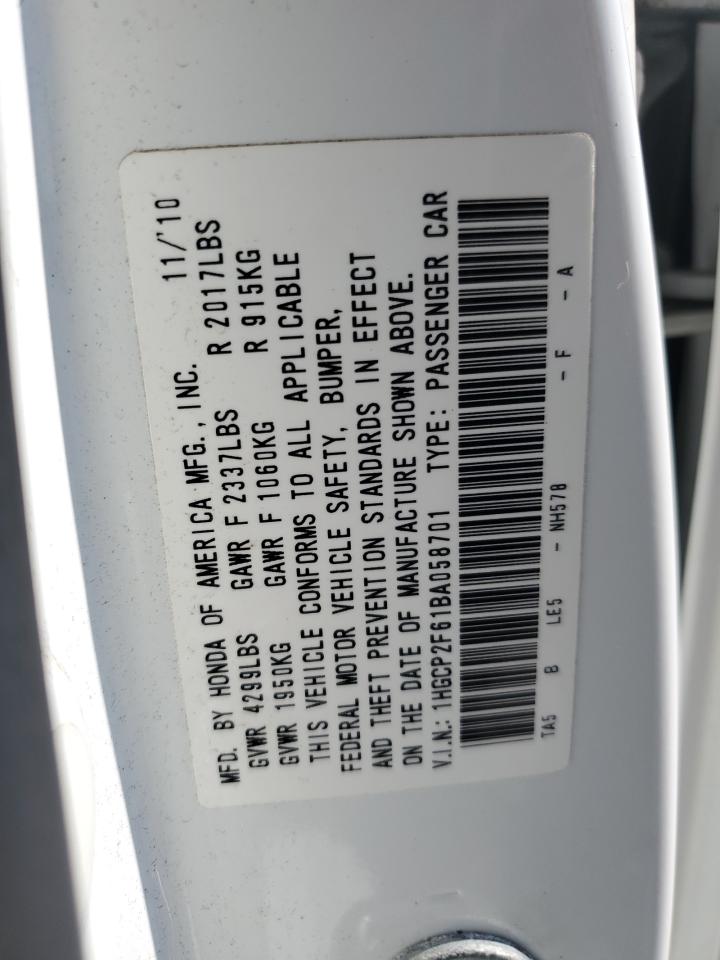 MFD. BY HONDA OF AMERICA MFG., INC. 11/'10
GVWR 4299LBS GAWR F 2337LBS R 2017LBS
GVWR 1950KG GAWR F 1060KG R 915KG
THIS VEHICLE CONFORMS TO ALL APPLICABLE
FEDERAL MOTOR VEHICLE SAFETY, BUMPER,
AND THEFT PREVENTION STANDARDS IN EFFECT
ON THE DATE OF MANUFACTURE SHOWN ABOVE.
V.I.N.: 1HGCP2F61BA058701 TYPE: PASSENGER CAR
TA5 B LE5 - NH578 - F - A